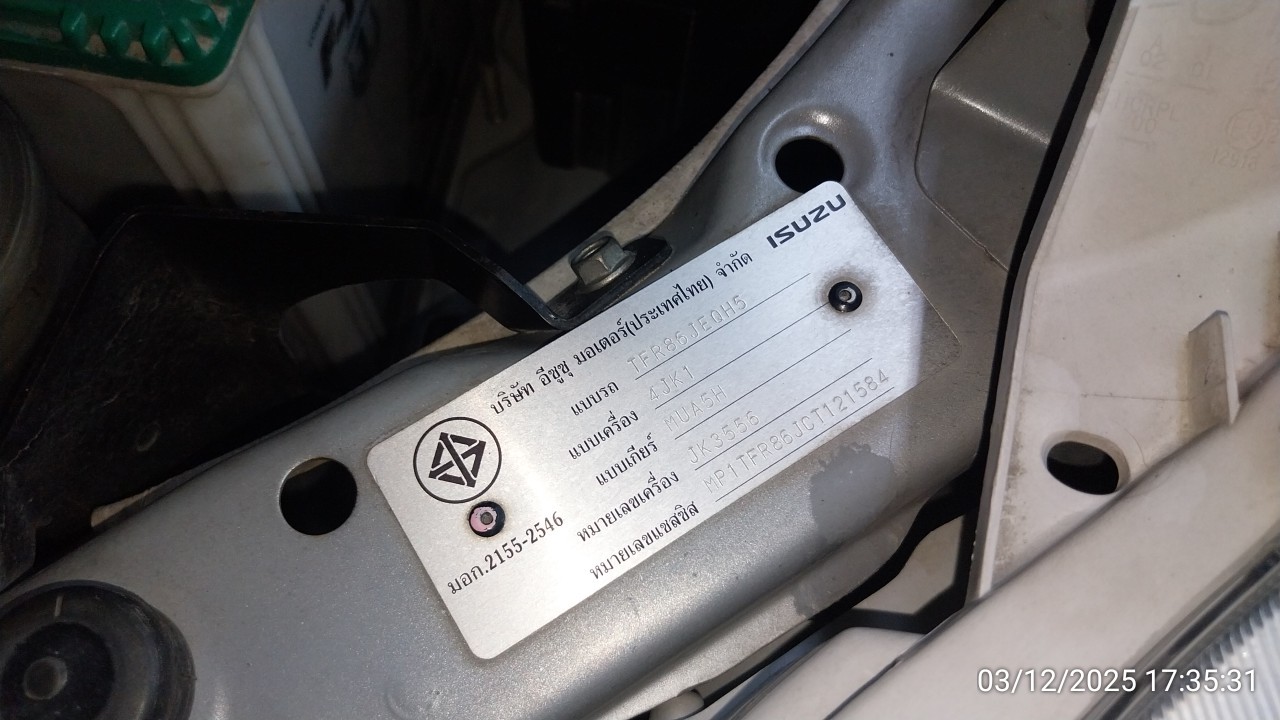 ISUZU
บริษัท อีซูซุ มอเตอร์(ประเทศไทย) จำกัด
แบบรถ TFR86JEQH5
แบบเครื่อง 4JK1
แบบเกียร์ MUA5H
หมายเลขเครื่อง JK3556
หมายเลขแชสซิส MP1TFR86JCT121584
มอก.2155-2546
03/12/2025 17:35:31